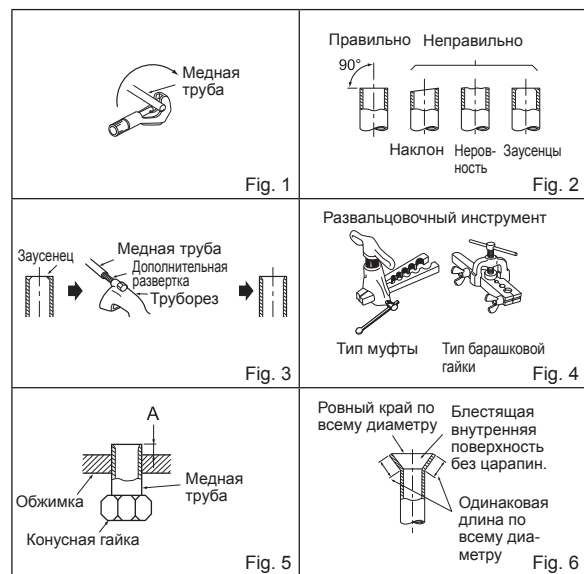 Медная
труба
Fig. 1
Правильно Неправильно
90°
Наклон Неров-
ность Заусенцы
Fig. 2
Заусенец
Медная труба
Дополнительная
развертка
Труборез
Fig. 3
Развальцовочный инструмент
Тип муфты
Тип барашковой
гайки
Fig. 4
A
Обжимка
Медная
труба
Конусная гайка
Fig. 5
Ровный край по
всему диаметру
Блестящая
внутренняя
поверхность
без царапин.
Одинаковая
длина по
всему диа-
метру
Fig. 6